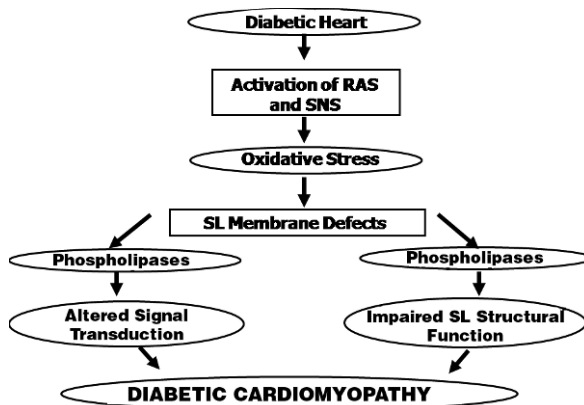 Diabetic Heart
Activation of RAS
and SNS
Oxidative Stress
SL Membrane Defects
Phospholipases
Phospholipases
Altered Signal
Transduction
Impaired SL Structural
Function
DIABETIC CARDIOMYOPATHY